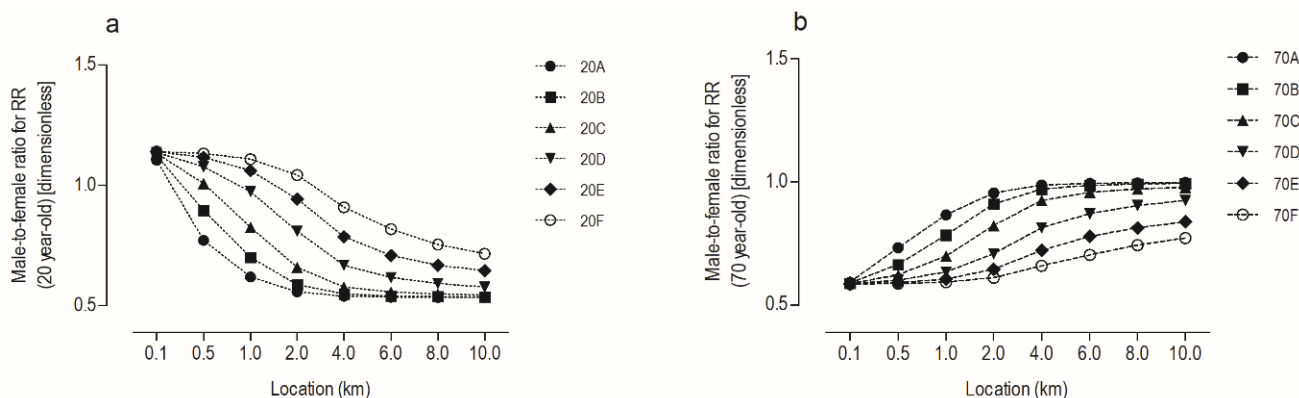 a
Male-to-female ratio for RR
(20 year-old) [dimensionless]
1.5
1.0
0.5
0.1 0.5 1.0 2.0 4.0 6.0 8.0 10.0
Location (km)
20A
20B
20C
20D
20E
20F
b
Male-to-female ratio for RR
(70 year-old) [dimensionless]
1.5
1.0
0.5
0.1 0.5 1.0 2.0 4.0 6.0 8.0 10.0
Location (km)
70A
70B
70C
70D
70E
70F